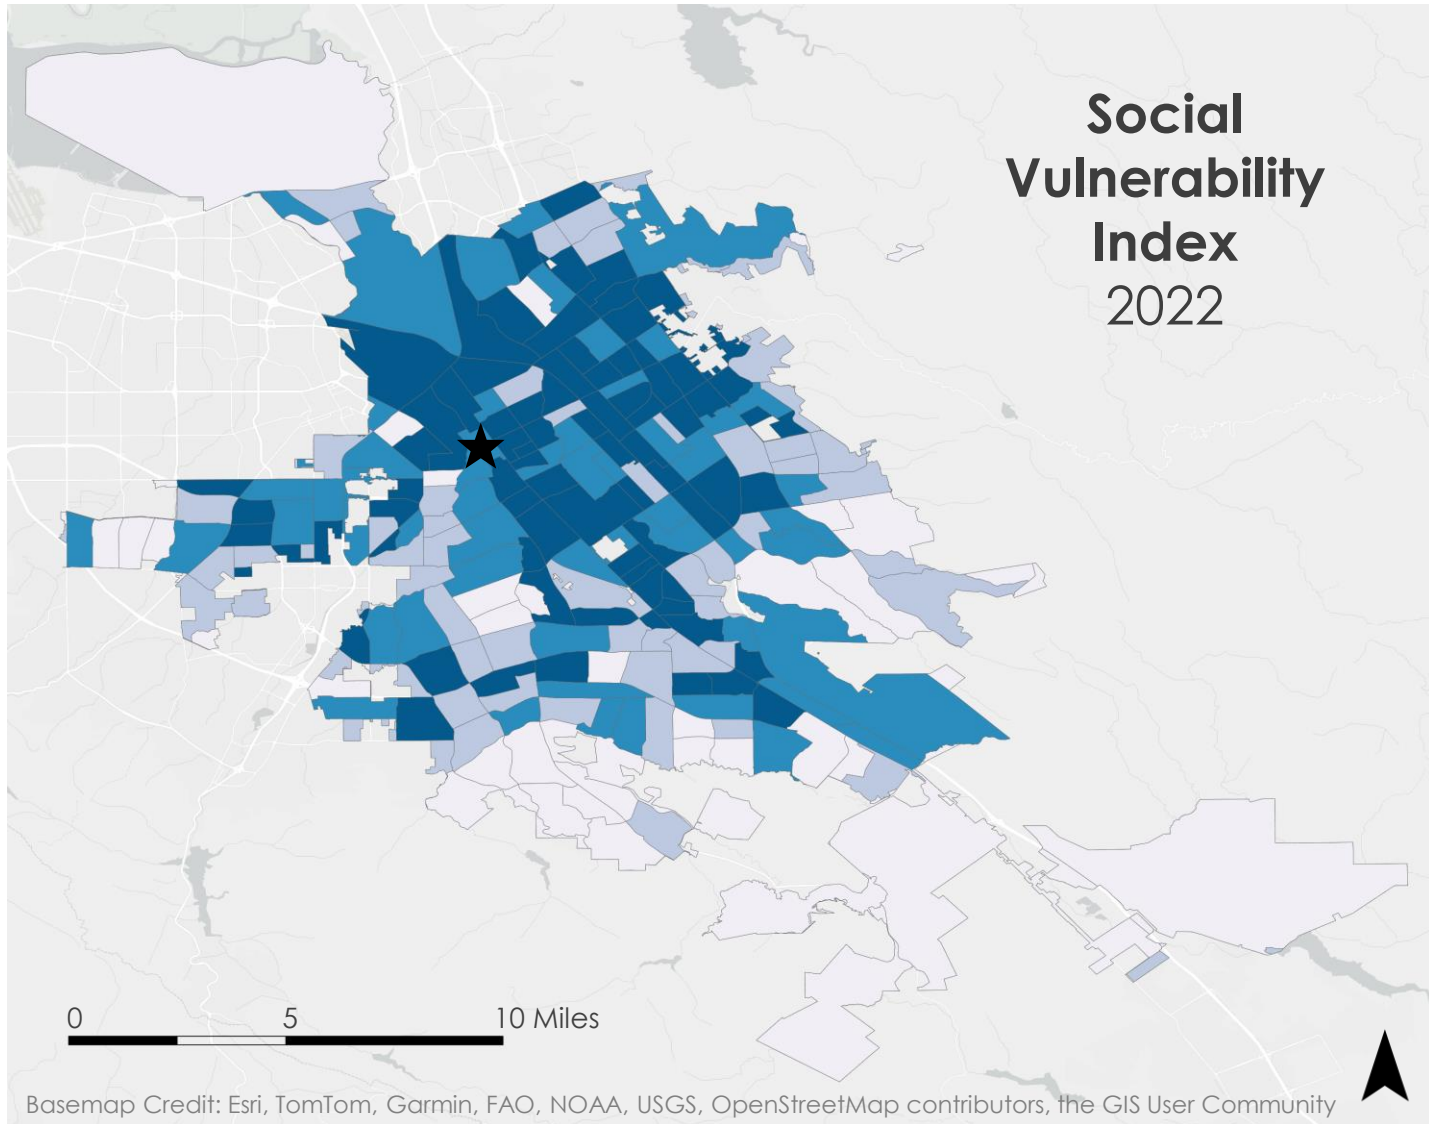 Social
Vulnerability
Index
2022
0 5 10 Miles
Basemap Credit: Esri, TomTom, Garmin, FAO, NOAA, USGS, OpenStreetMap contributors, the GIS User Community